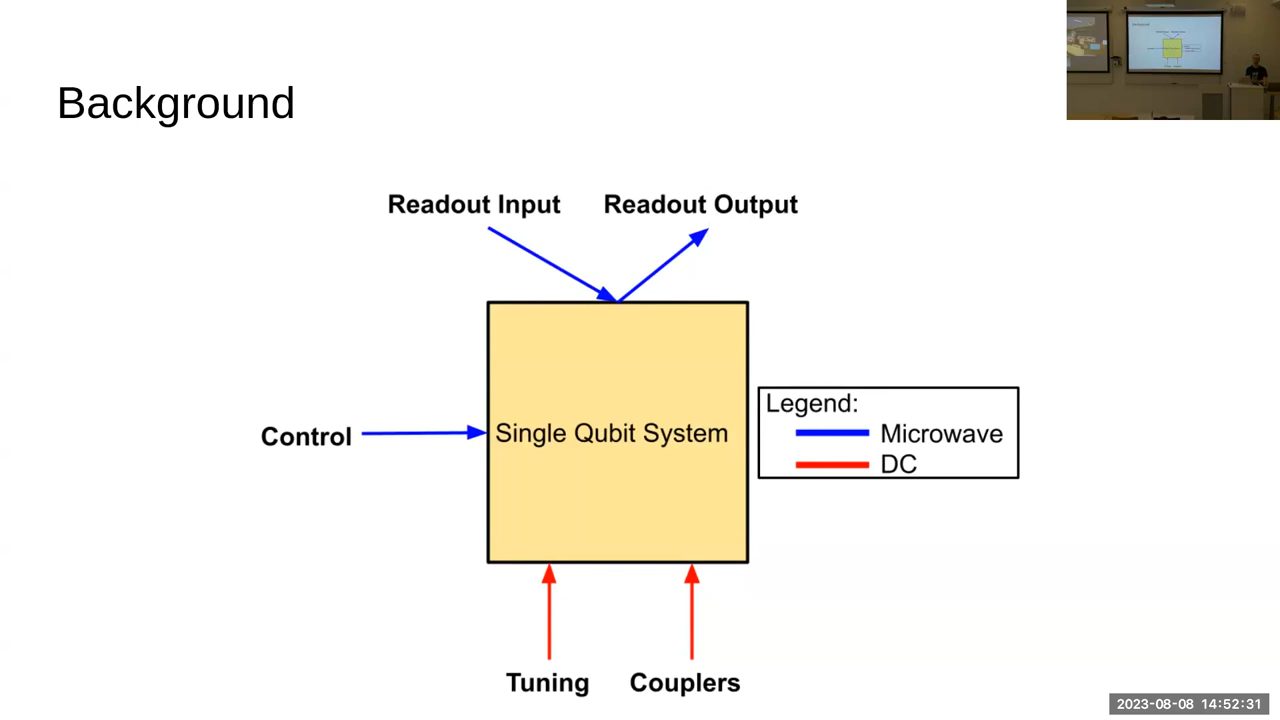 Background
Readout Input Readout Output
Control
Single Qubit System
Legend:
Microwave
DC
Tuning Couplers
2023-08-08 14:52:31